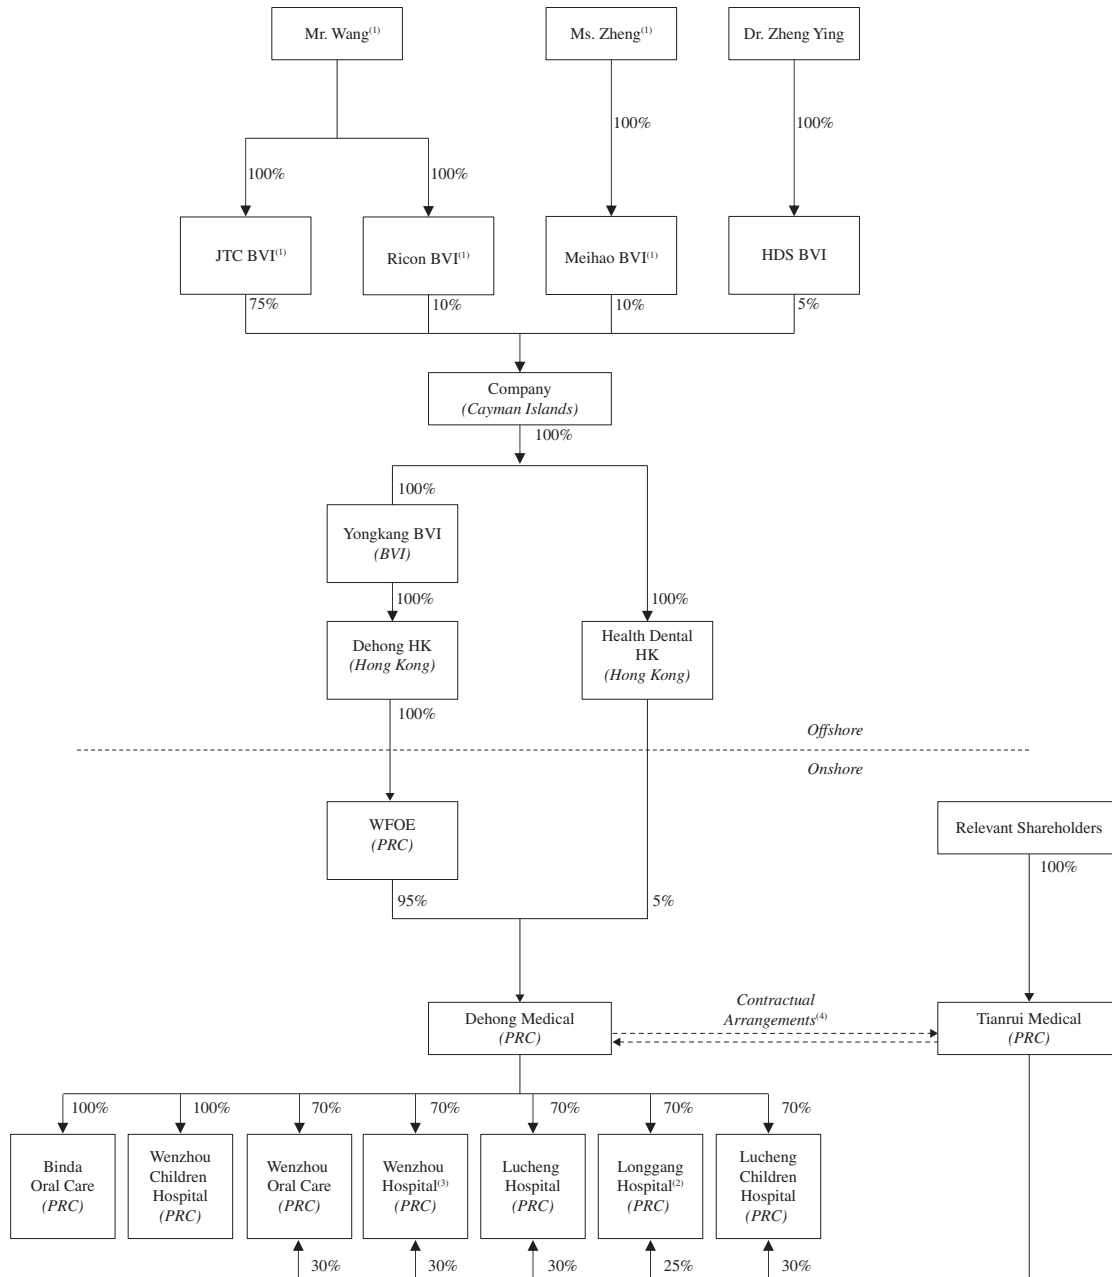 Mr. Wang(1)
Ms. Zheng(1)
Dr. Zheng Ying
100%
100%
100%
100%
JTC BVI(1)
Ricon BVI(1)
Meihao BVI(1)
HDS BVI
75%
10%
10%
5%
Company
(Cayman Islands)
100%
100%
Yongkang BVI
(BVI)
100%
100%
Dehong HK
(Hong Kong)
Health Dental
HK
(Hong Kong)
100%
Offshore
Onshore
WFOE
(PRC)
Relevant Shareholders
100%
95%
5%
Contractual
Arrangements(4)
Dehong Medical
(PRC)
Tianrui Medical
(PRC)
100%
100%
70%
70%
70%
70%
70%
Binda
Oral Care
(PRC)
Wenzhou
Children
Hospital
(PRC)
Wenzhou
Oral Care
(PRC)
Wenzhou
Hospital(3)
(PRC)
Lucheng
Hospital
(PRC)
Longgang
Hospital(2)
(PRC)
Lucheng
Children
Hospital
(PRC)
30%
30%
30%
25%
30%